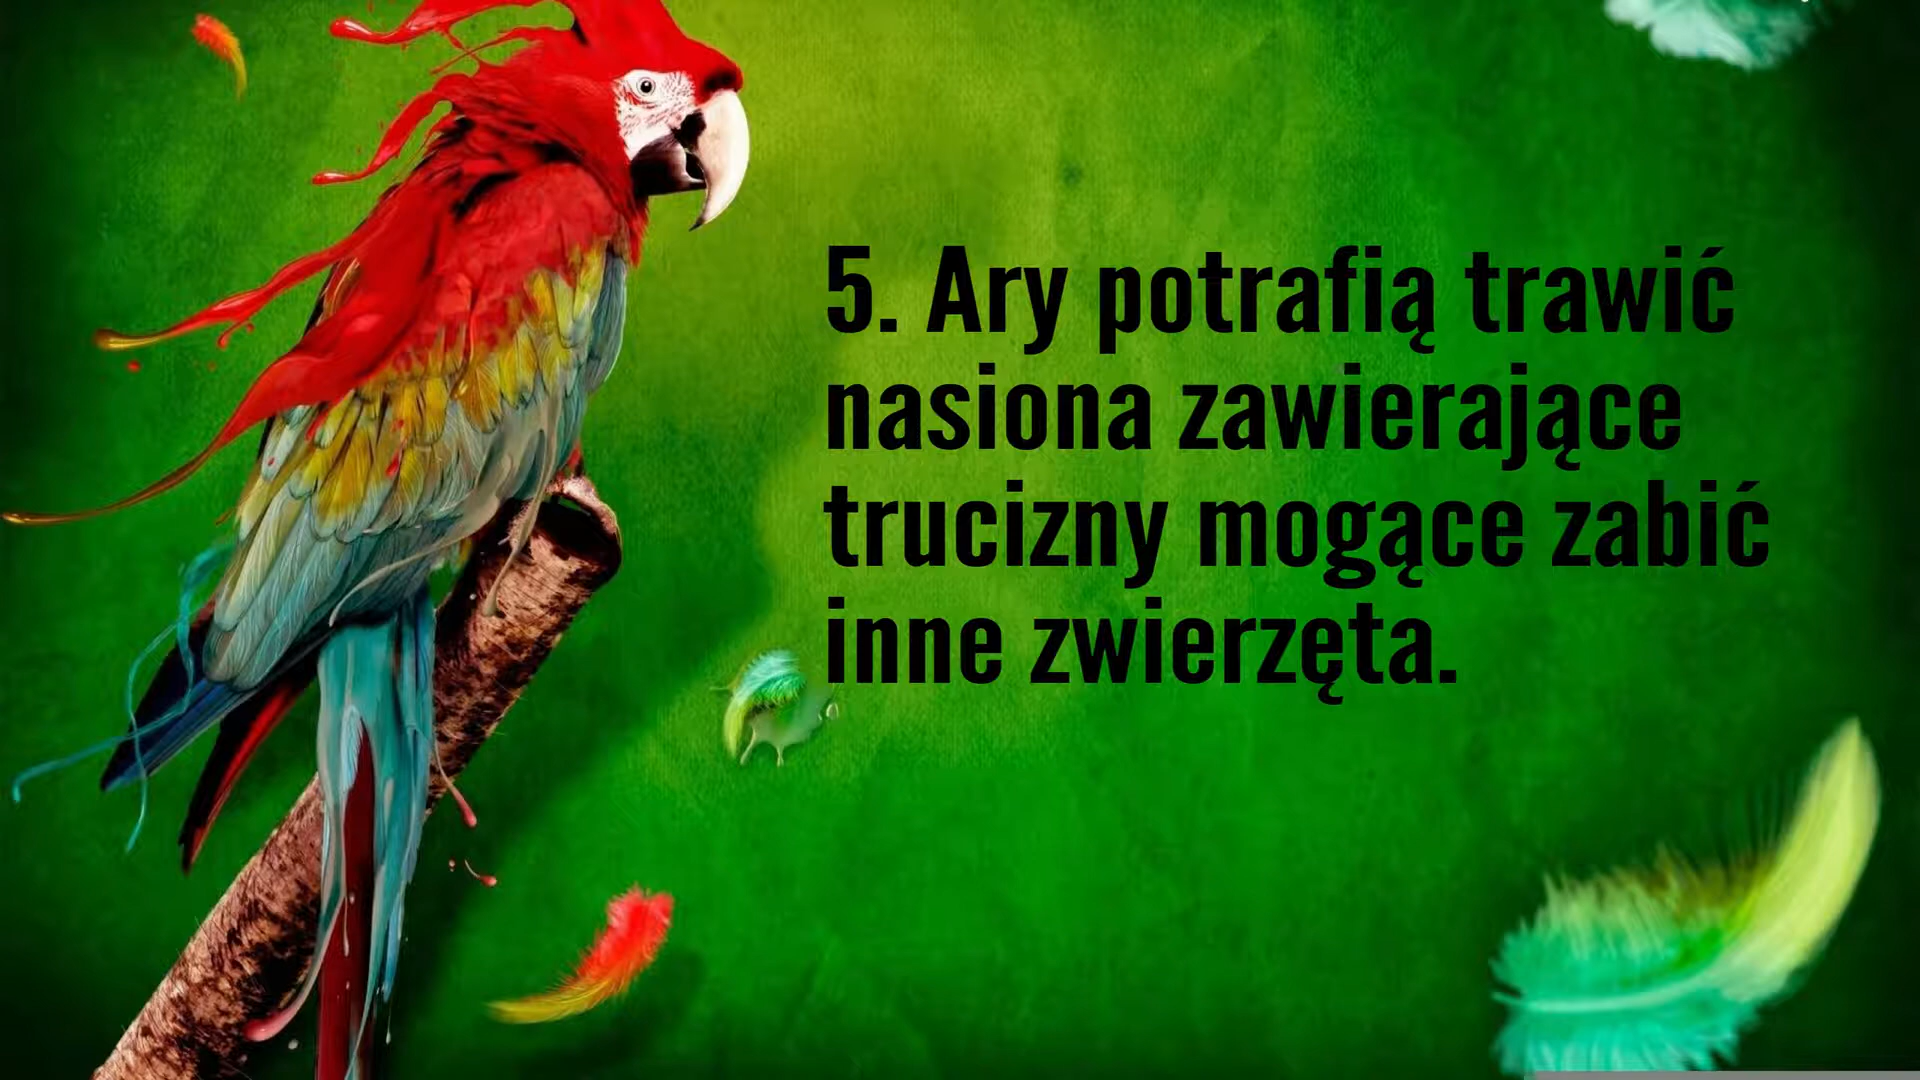 5. Ary potrafią trawić
nasiona zawierające
trucizny mogące zabić
inne zwierzęta.